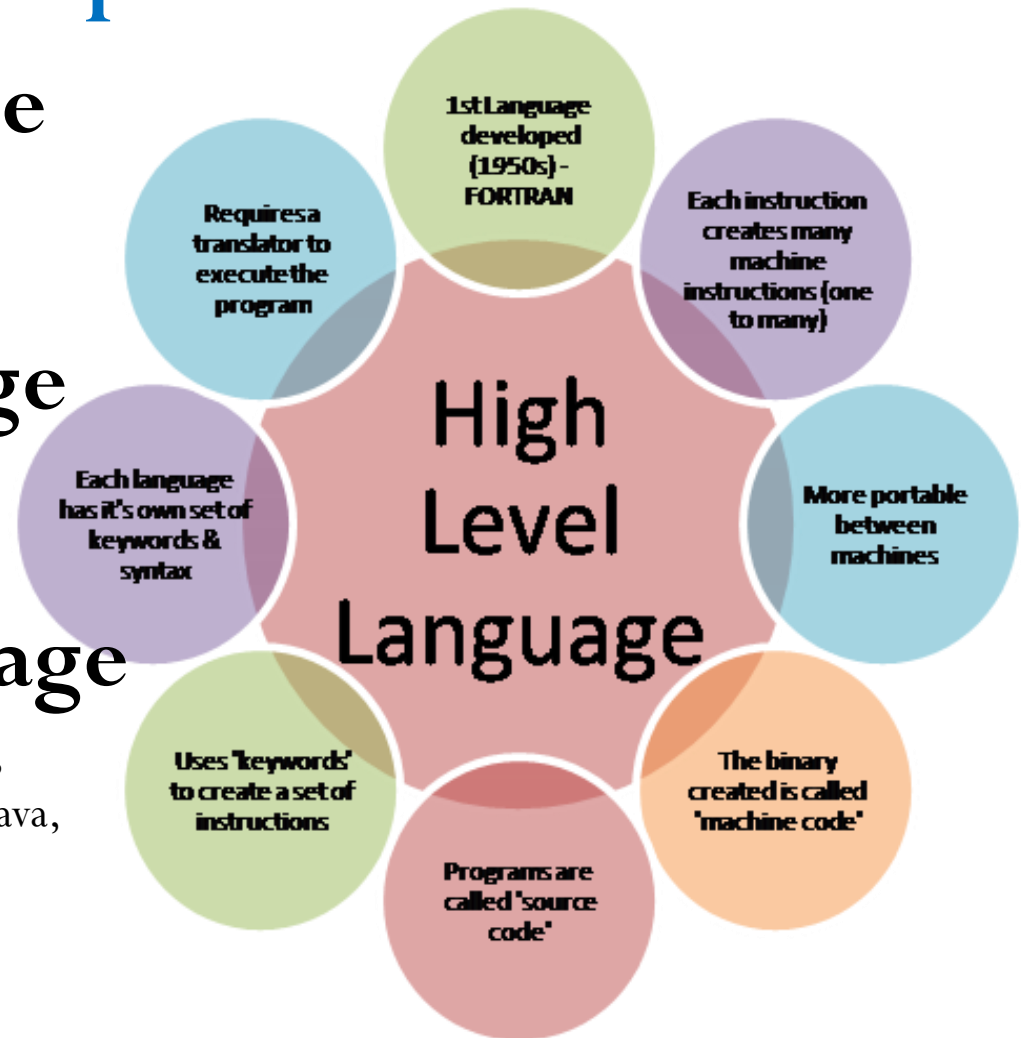 p
e
ge
age
,
ava,
1st Language
developed
(1950s) -
FORTRAN
Each instruction
creates many
machine
instructions (one
to many)
More portable
between
machines
The binary
created is called
'machine code'
Programs are
called 'source
code'
Uses 'keywords'
to create a set of
instructions
Each language
has it's own set of
keywords &
syntax
Requires a
translator to
execute the
program
High
Level
Language